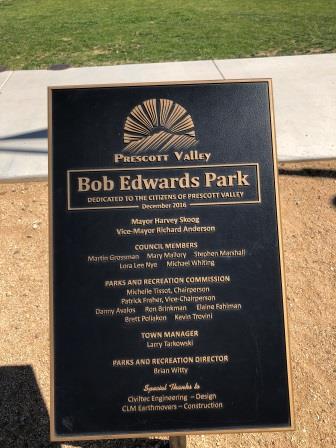 Prescott Valley
Bob Edwards Park
DEDICATED TO THE CITIZENS OF PRESCOTT VALLEY
December 2016
Mayor Harvey Skoog
Vice-Mayor Richard Anderson
COUNCIL MEMBERS
Martin Grossman Mary Mallory Stephen Marshall
Lora Lee Nye Michael Whiting
PARKS AND RECREATION COMMISSION
Michelle Tissot, Chairperson
Patrick Fraher, Vice-Chairperson
Danny Avalos Ron Brinkman Elaine Fahlman
Brett Poliakon Kevin Trovini
TOWN MANAGER
Larry Tarkowski
PARKS AND RECREATION DIRECTOR
Brian Witty
Special Thanks to
Civiltec Engineering – Design
CLM Earthmovers – Construction